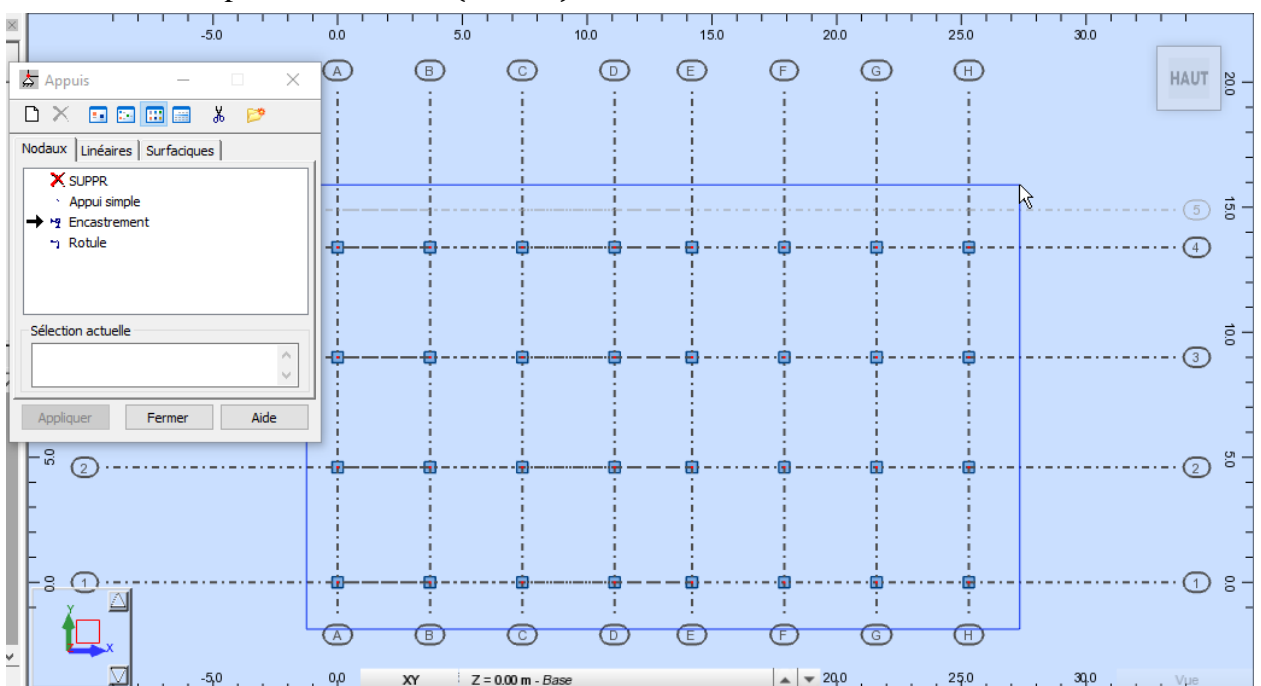 -5.0 0.0 5.0 10.0 15.0 20.0 25.0 30.0
A B C D E F G H
HAUT
20.0
Appuis
Nodaux Linéaires Surfaciques
SUPPR
Appui simple
Encastrement
Rotule
15.0
5
4
Sélection actuelle
10.0
3
Appliquer Fermer Aide
5.0 2 2 5.0
0.0 1 1 0.0
Y
X
A B C D E F G H
-5.0 0.0 XY Z = 0.00 m - Base 20.0 25.0 30.0 Vue